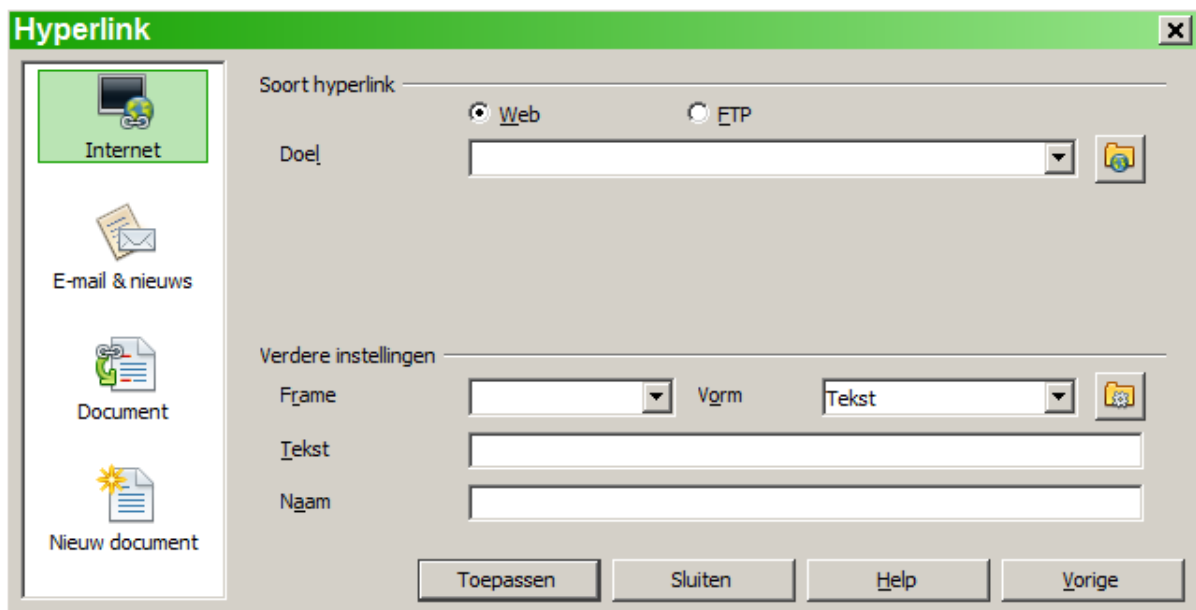 Hyperlink
Internet
E-mail & nieuws
Document
Nieuw document
Soort hyperlink
Web FTP
Doel
Verdere instellingen
Frame Vorm Tekst
Tekst
Naam
Toepassen Sluiten Help Vorige